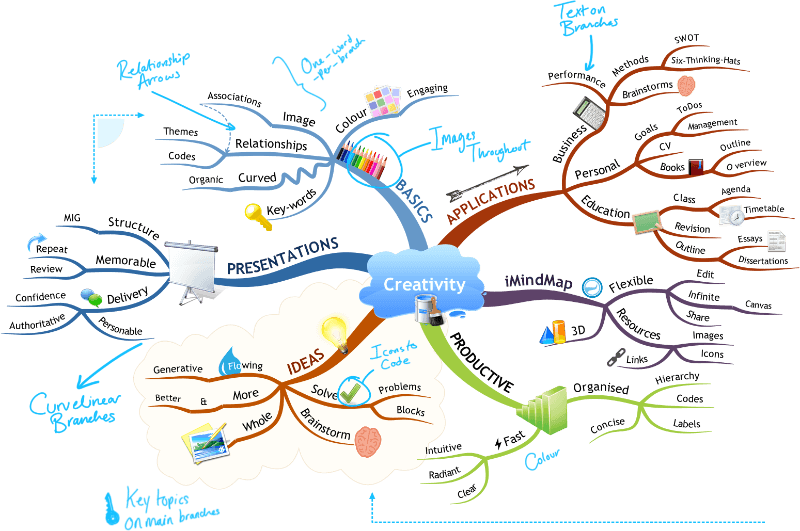 Creativity
BASICS
Image
Associations
Relationships
Themes
Codes
Curved
Organic
Key-words
Colour
Engaging
APPLICATIONS
Business
Methods
SWOT
Six-Thinking-Hats
Performance
Brainstorms
Personal
Goals
ToDos
Management
CV
Books
Outline
Overview
Education
Class
Agenda
Timetable
Revision
Outline
Essays
Dissertations
iMindMap
Flexible
Edit
Infinite
Canvas
Share
Resources
Images
Icons
Links
3D
PRODUCTIVE
Organised
Hierarchy
Codes
Labels
Concise
Fast
Intuitive
Radiant
Clear
IDEAS
Flowing
Generative
More
&
Better
Whole
Solve
Problems
Blocks
Brainstorm
PRESENTATIONS
Structure
MIG
Memorable
Repeat
Review
Delivery
Confidence
Authoritative
Personable
Relationship
Arrows
One-word
-per-branch
Text on
Branches
Images
Throughout
Icons to
Code
Curvelinear
Branches
Colour
Key topics
on main branches